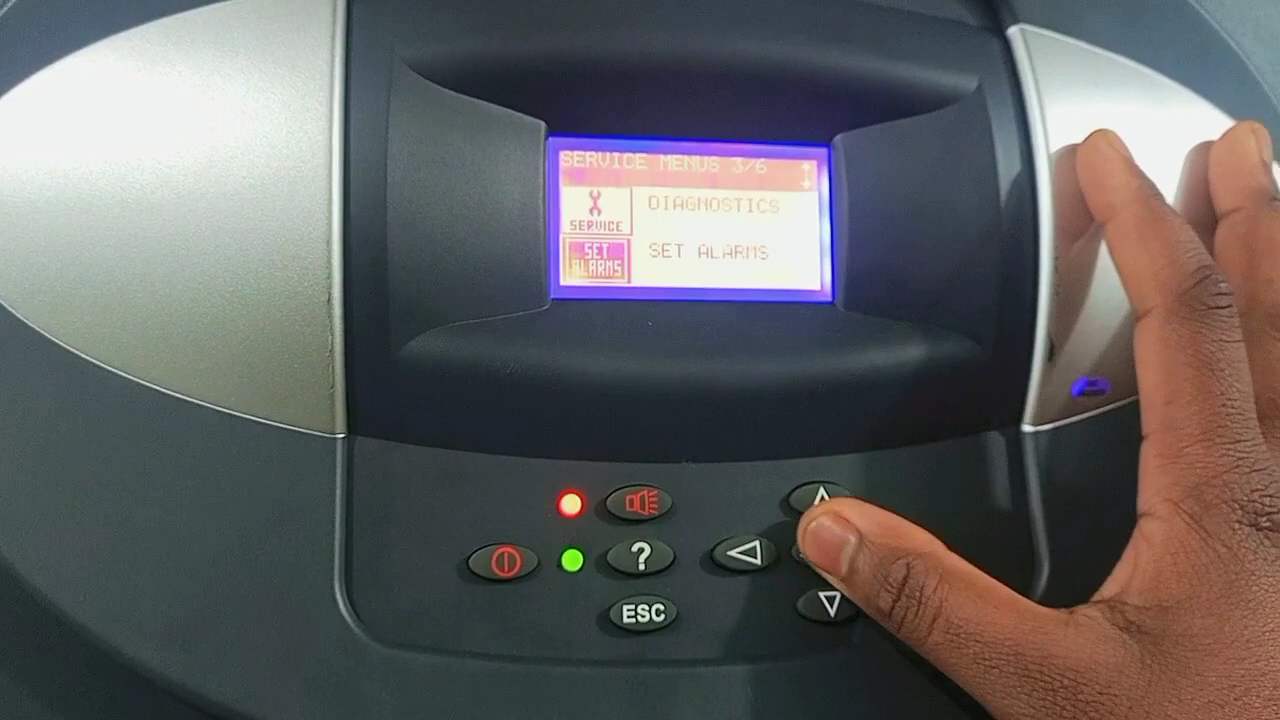 SERVICE MENUS 3/6
SERVICE
DIAGNOSTICS
SET
ALARMS
SET ALARMS
?
ESC